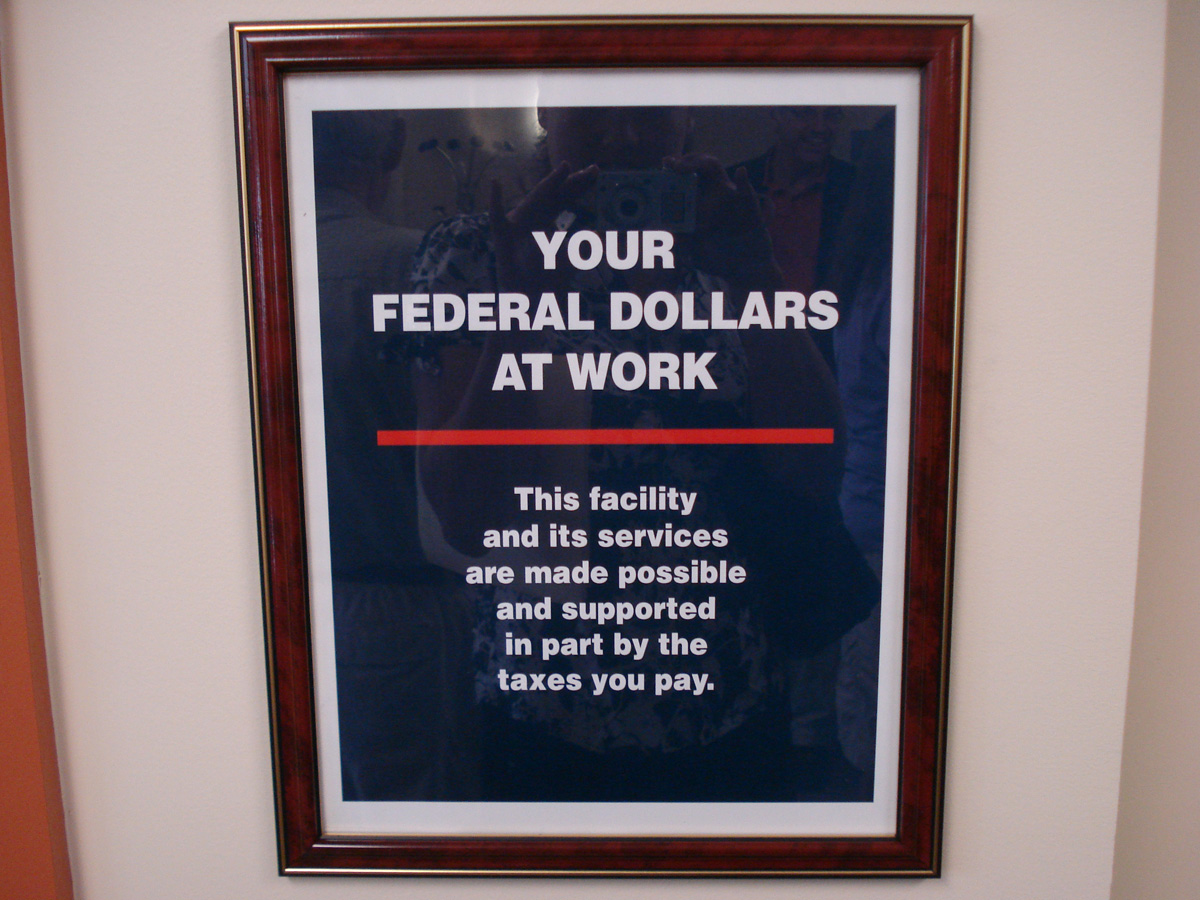 YOUR
FEDERAL DOLLARS
AT WORK
This facility
and its services
are made possible
and supported
in part by the
taxes you pay.